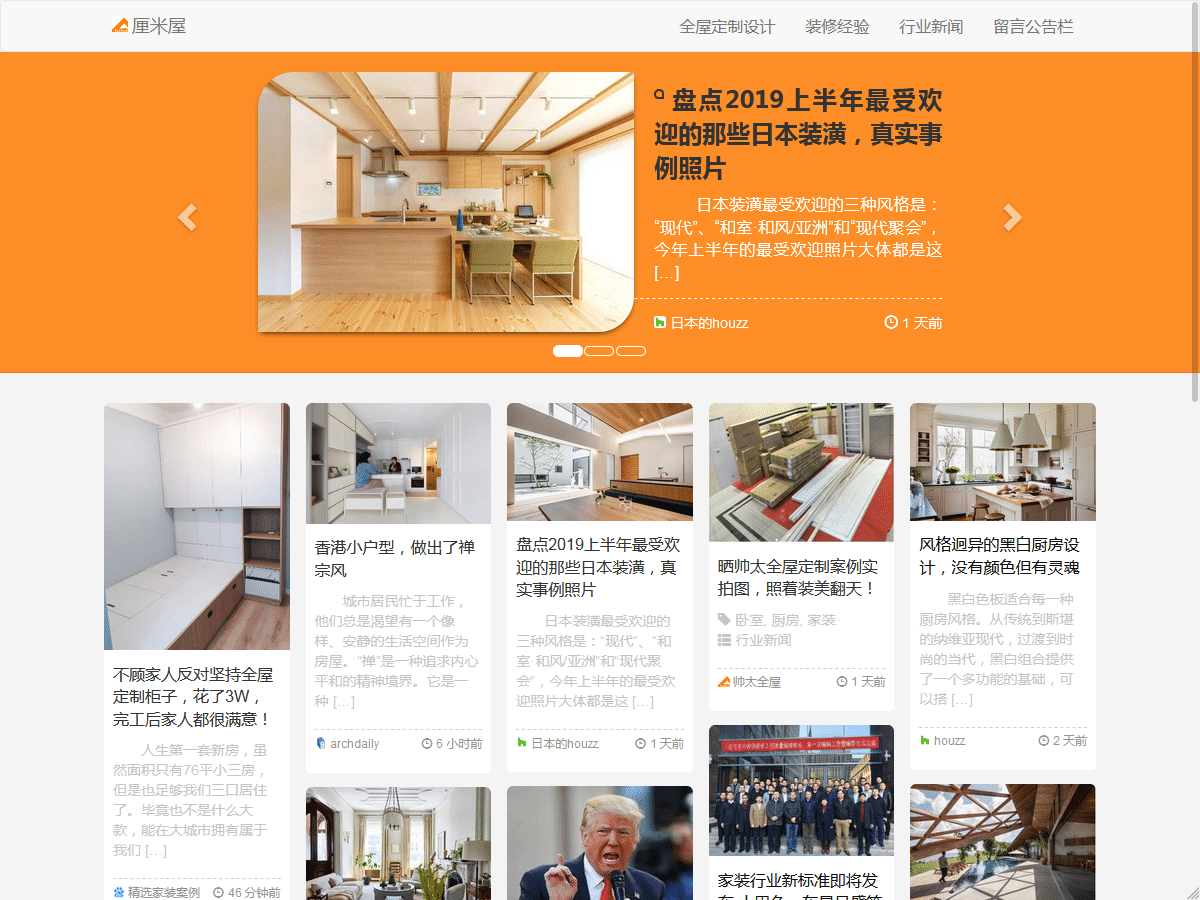 厘米屋
全屋定制设计
装修经验
行业新闻
留言公告栏
盘点2019上半年最受欢
迎的那些日本装潢，真实事
例照片
日本装潢最受欢迎的三种风格是：
“现代”、“和室·和风/亚洲”和“现代聚会”，
今年上半年的最受欢迎照片大体都是这
[...]
日本的houzz
1 天前
不顾家人反对坚持全屋
定制柜子，花了3W，
完工后家人都很满意！
人生第一套新房，虽
然面积只有76平小三房，
但是也足够我们三口居住
了。毕竟也不是什么大
款，能在大城市拥有属于
我们 [...]
精选家装案例
46 分钟前
香港小户型，做出了禅
宗风
城市居民忙于工作，
他们总是渴望有一个像
样、安静的生活空间作为
房屋。“禅”是一种追求内心
平和的精神境界。它是一
种 [...]
archdaily
6 小时前
盘点2019上半年最受欢
迎的那些日本装潢，真
实事例照片
日本装潢最受欢迎的
三种风格是：“现代”、“和
室·和风/亚洲”和“现代聚
会”，今年上半年的最受欢
迎照片大体都是这 [...]
日本的houzz
1 天前
晒帅太全屋定制案例实
拍图，照着装美翻天！
卧室, 厨房, 家装
行业新闻
帅太全屋
1 天前
家装行业新标准即将发
风格迥异的黑白厨房设
计，没有颜色但有灵魂
黑白色板适合每一种
厨房风格。从传统到斯堪
的纳维亚现代，过渡到时
尚的当代，黑白组合提供
了一个多功能的基础，可
以搭 [...]
houzz
2 天前